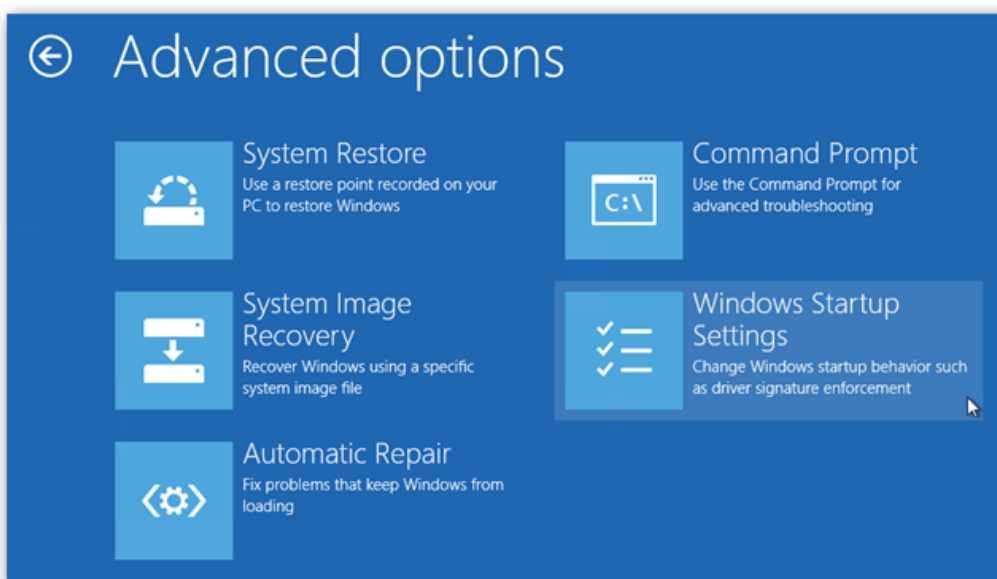 Advanced options
System Restore
Use a restore point recorded on your
PC to restore Windows
Command Prompt
Use the Command Prompt for
advanced troubleshooting
C:\
System Image
Recovery
Recover Windows using a specific
system image file
Windows Startup
Settings
Change Windows startup behavior such
as driver signature enforcement
Automatic Repair
Fix problems that keep Windows from
loading